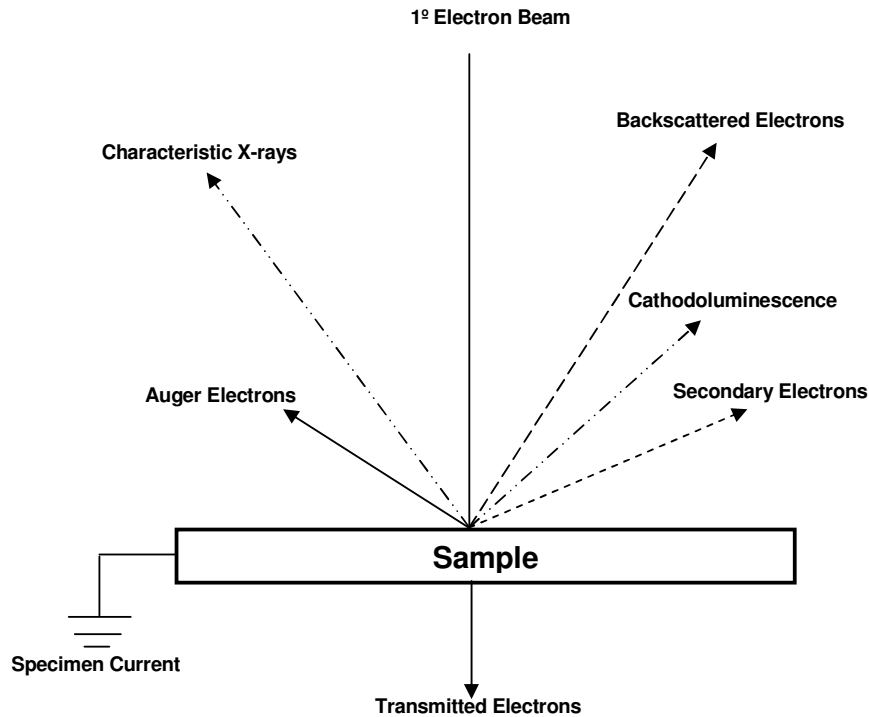 1º Electron Beam
Backscattered Electrons
Characteristic X-rays
Cathodoluminescence
Auger Electrons
Secondary Electrons
Sample
Specimen Current
Transmitted Electrons